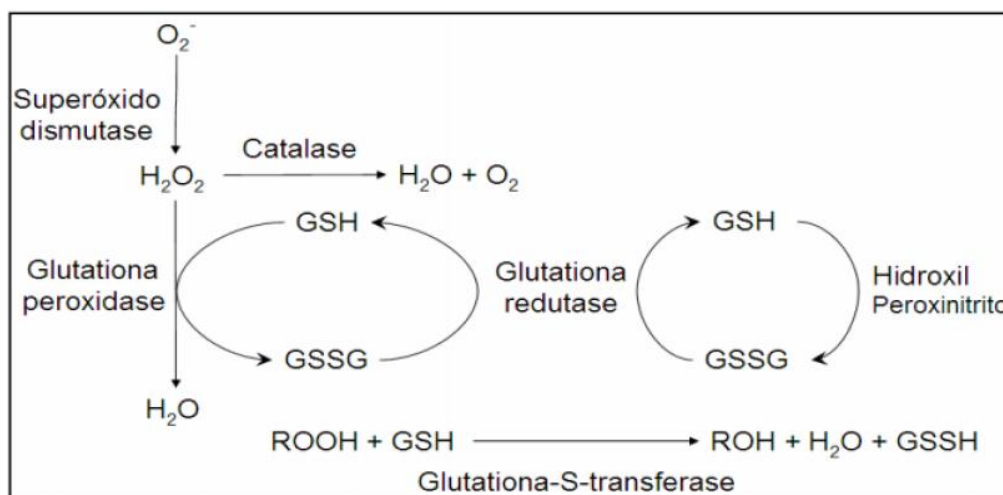 O₂⁻
Superóxido
dismutase
Catalase
H₂O₂
H₂O + O₂
GSH
GSH
Glutationa
peroxidase
Glutationa
redutase
Hidroxil
Peroxinitrito
GSSG
GSSG
H₂O
ROOH + GSH
ROH + H₂O + GSSH
Glutationa-S-transferase